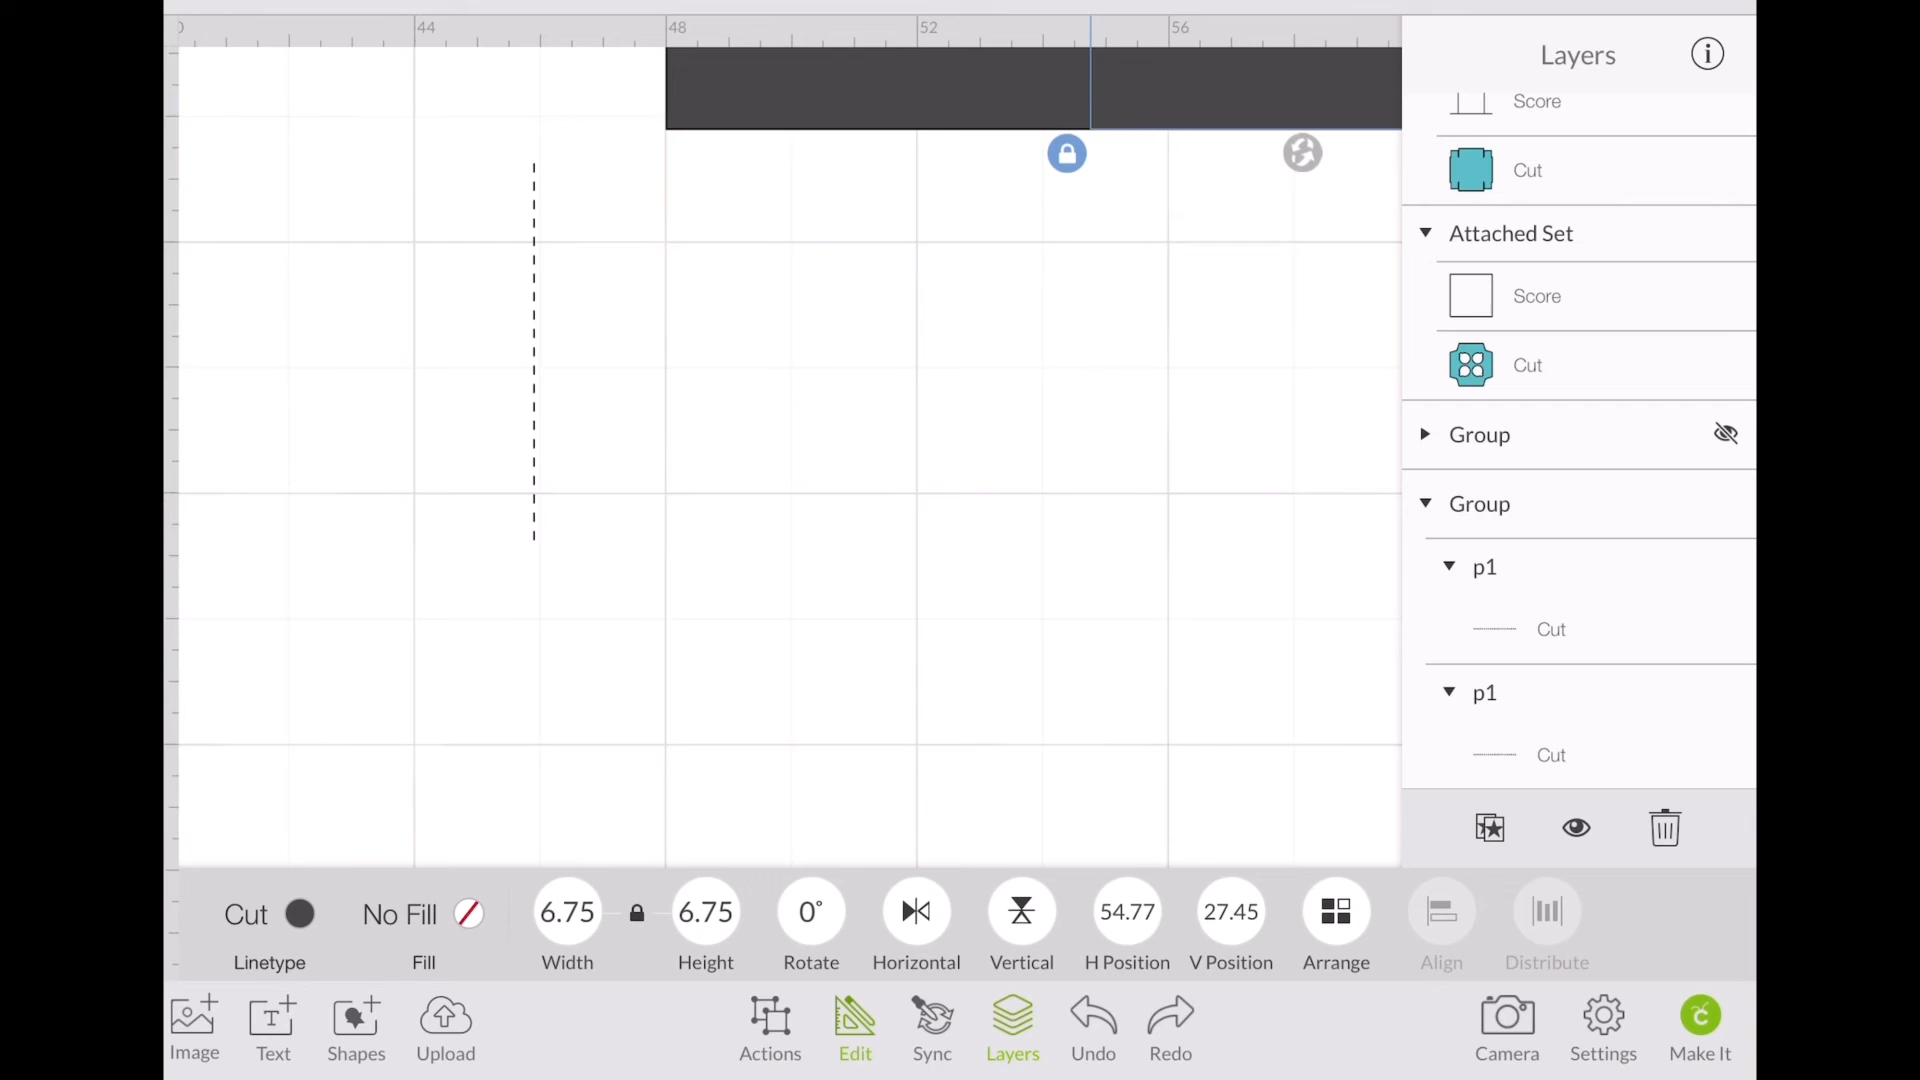 44
48
52
56
Layers
Score
Cut
Attached Set
Score
Cut
Group
Group
p1
Cut
p1
Cut
Cut
No Fill
6.75
6.75
0°
54.77
27.45
Linetype
Fill
Width
Height
Rotate
Horizontal
Vertical
H Position
V Position
Arrange
Align
Distribute
Image
Text
Shapes
Upload
Actions
Edit
Sync
Layers
Undo
Redo
Camera
Settings
Make It